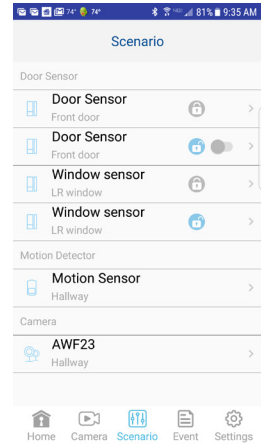 74° 74° 81% 9:35 AM
Scenario
Door Sensor
Door Sensor
Front door
Door Sensor
Front door
Window sensor
LR window
Window sensor
LR window
Motion Detector
Motion Sensor
Hallway
Camera
AWF23
Hallway
Home Camera Scenario Event Settings